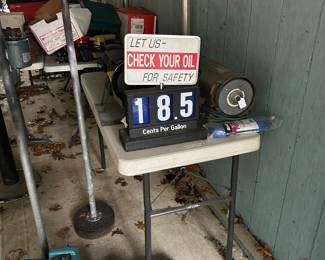 LET US-
CHECK YOUR OIL
FOR SAFETY
18.5
Cents Per Gallon